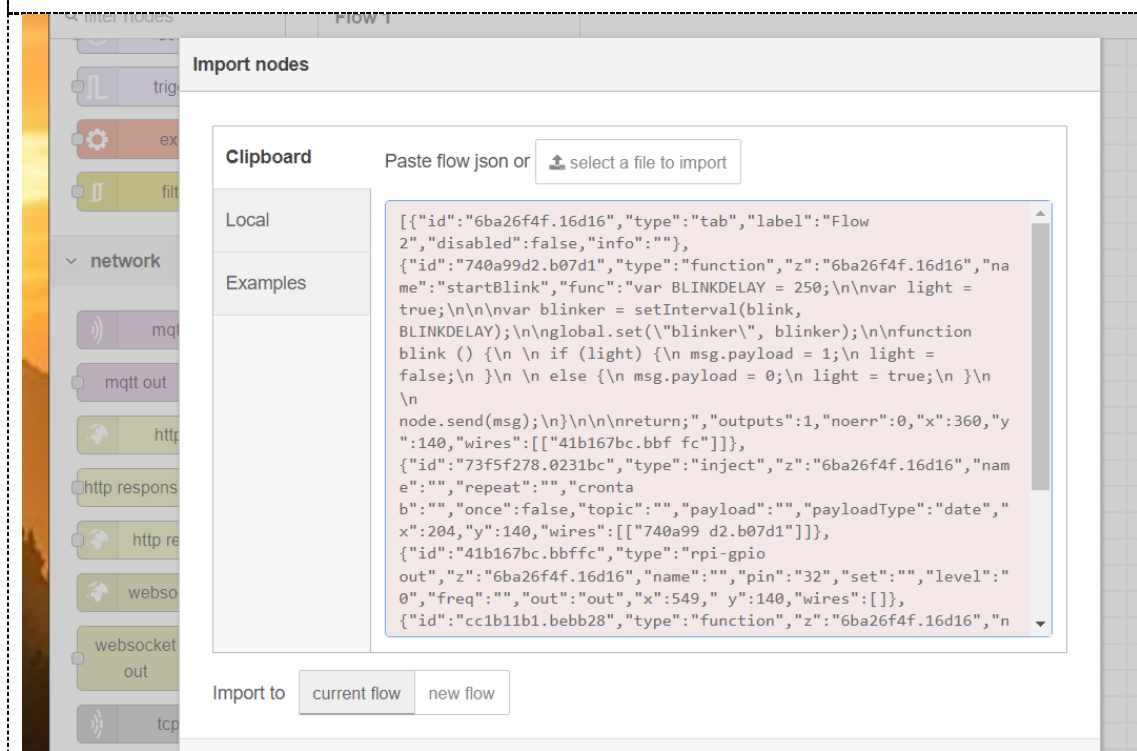 filter nodes
Flow 1
Import nodes
trig
ex
filt
network
mqt
mqtt out
http
http respons
http re
webso
websocket
out
tcp
Clipboard
Local
Examples
Paste flow json or
select a file to import
[{"id":"6ba26f4f.16d16","type":"tab","label":"Flow
2","disabled":false,"info":""},
{"id":"740a99d2.b07d1","type":"function","z":"6ba26f4f.16d16","na
me":"startBlink","func":"var BLINKDELAY = 250;\n\nvar light =
true;\n\n\nvar blinker = setInterval(blink,
BLINKDELAY);\n\nglobal.set(\"blinker\", blinker);\n\nfunction
blink () {\n \n if (light) {\n msg.payload = 1;\n light =
false;\n }\n \n else {\n msg.payload = 0;\n light = true;\n }\n
\n
node.send(msg);\n}\n\n\nreturn;","outputs":1,"noerr":0,"x":360,"y
":140,"wires":[["41b167bc.bbf fc"]]},
{"id":"73f5f278.0231bc","type":"inject","z":"6ba26f4f.16d16","nam
e":"","repeat":"","cronta
b":"","once":false,"topic":"","payload":"","payloadType":"date","
x":204,"y":140,"wires":[["740a99 d2.b07d1"]]},
{"id":"41b167bc.bbffc","type":"rpi-gpio
out","z":"6ba26f4f.16d16","name":"","pin":"32","set":"","level":"
0","freq":"","out":"out","x":549," y":140,"wires":[]},
{"id":"cc1b11b1.bebb28","type":"function","z":"6ba26f4f.16d16","n
Import to
current flow
new flow